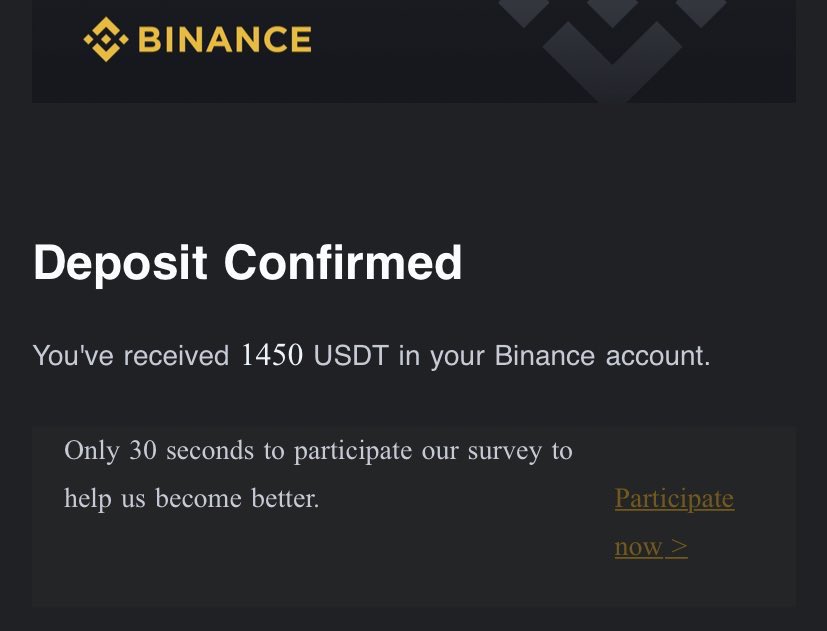 BINANCE
Deposit Confirmed
You've received 1450 USDT in your Binance account.
Only 30 seconds to participate our survey to
help us become better.
Participate
now >